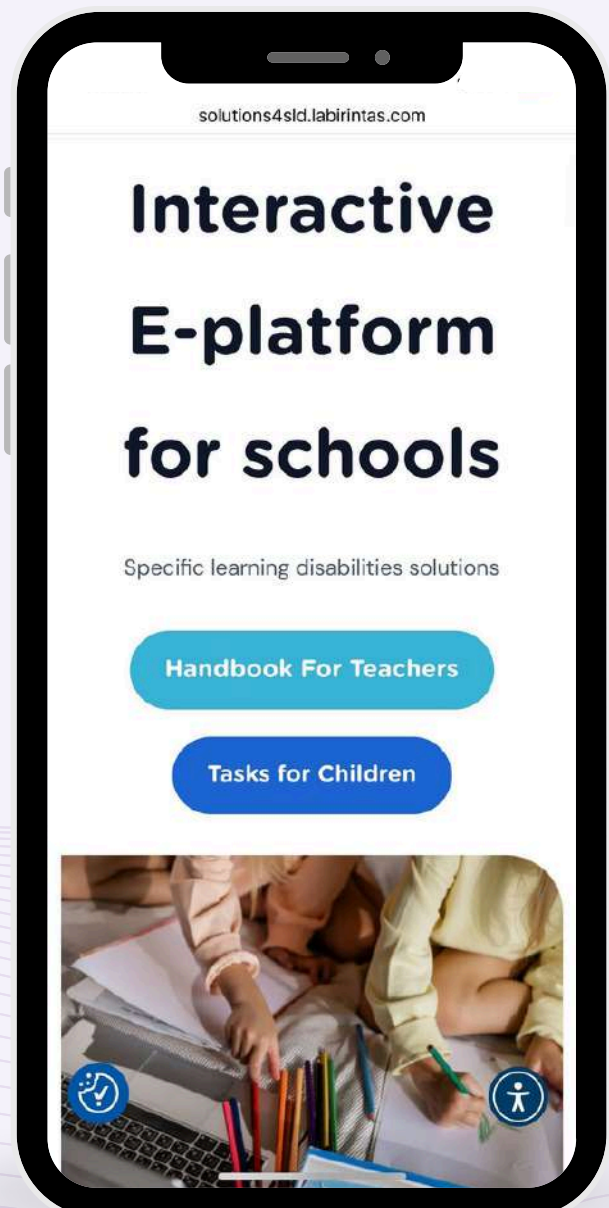 solutions4sld.labirintas.com
Interactive
E-platform
for schools
Specific learning disabilities solutions
Handbook For Teachers
Tasks for Children